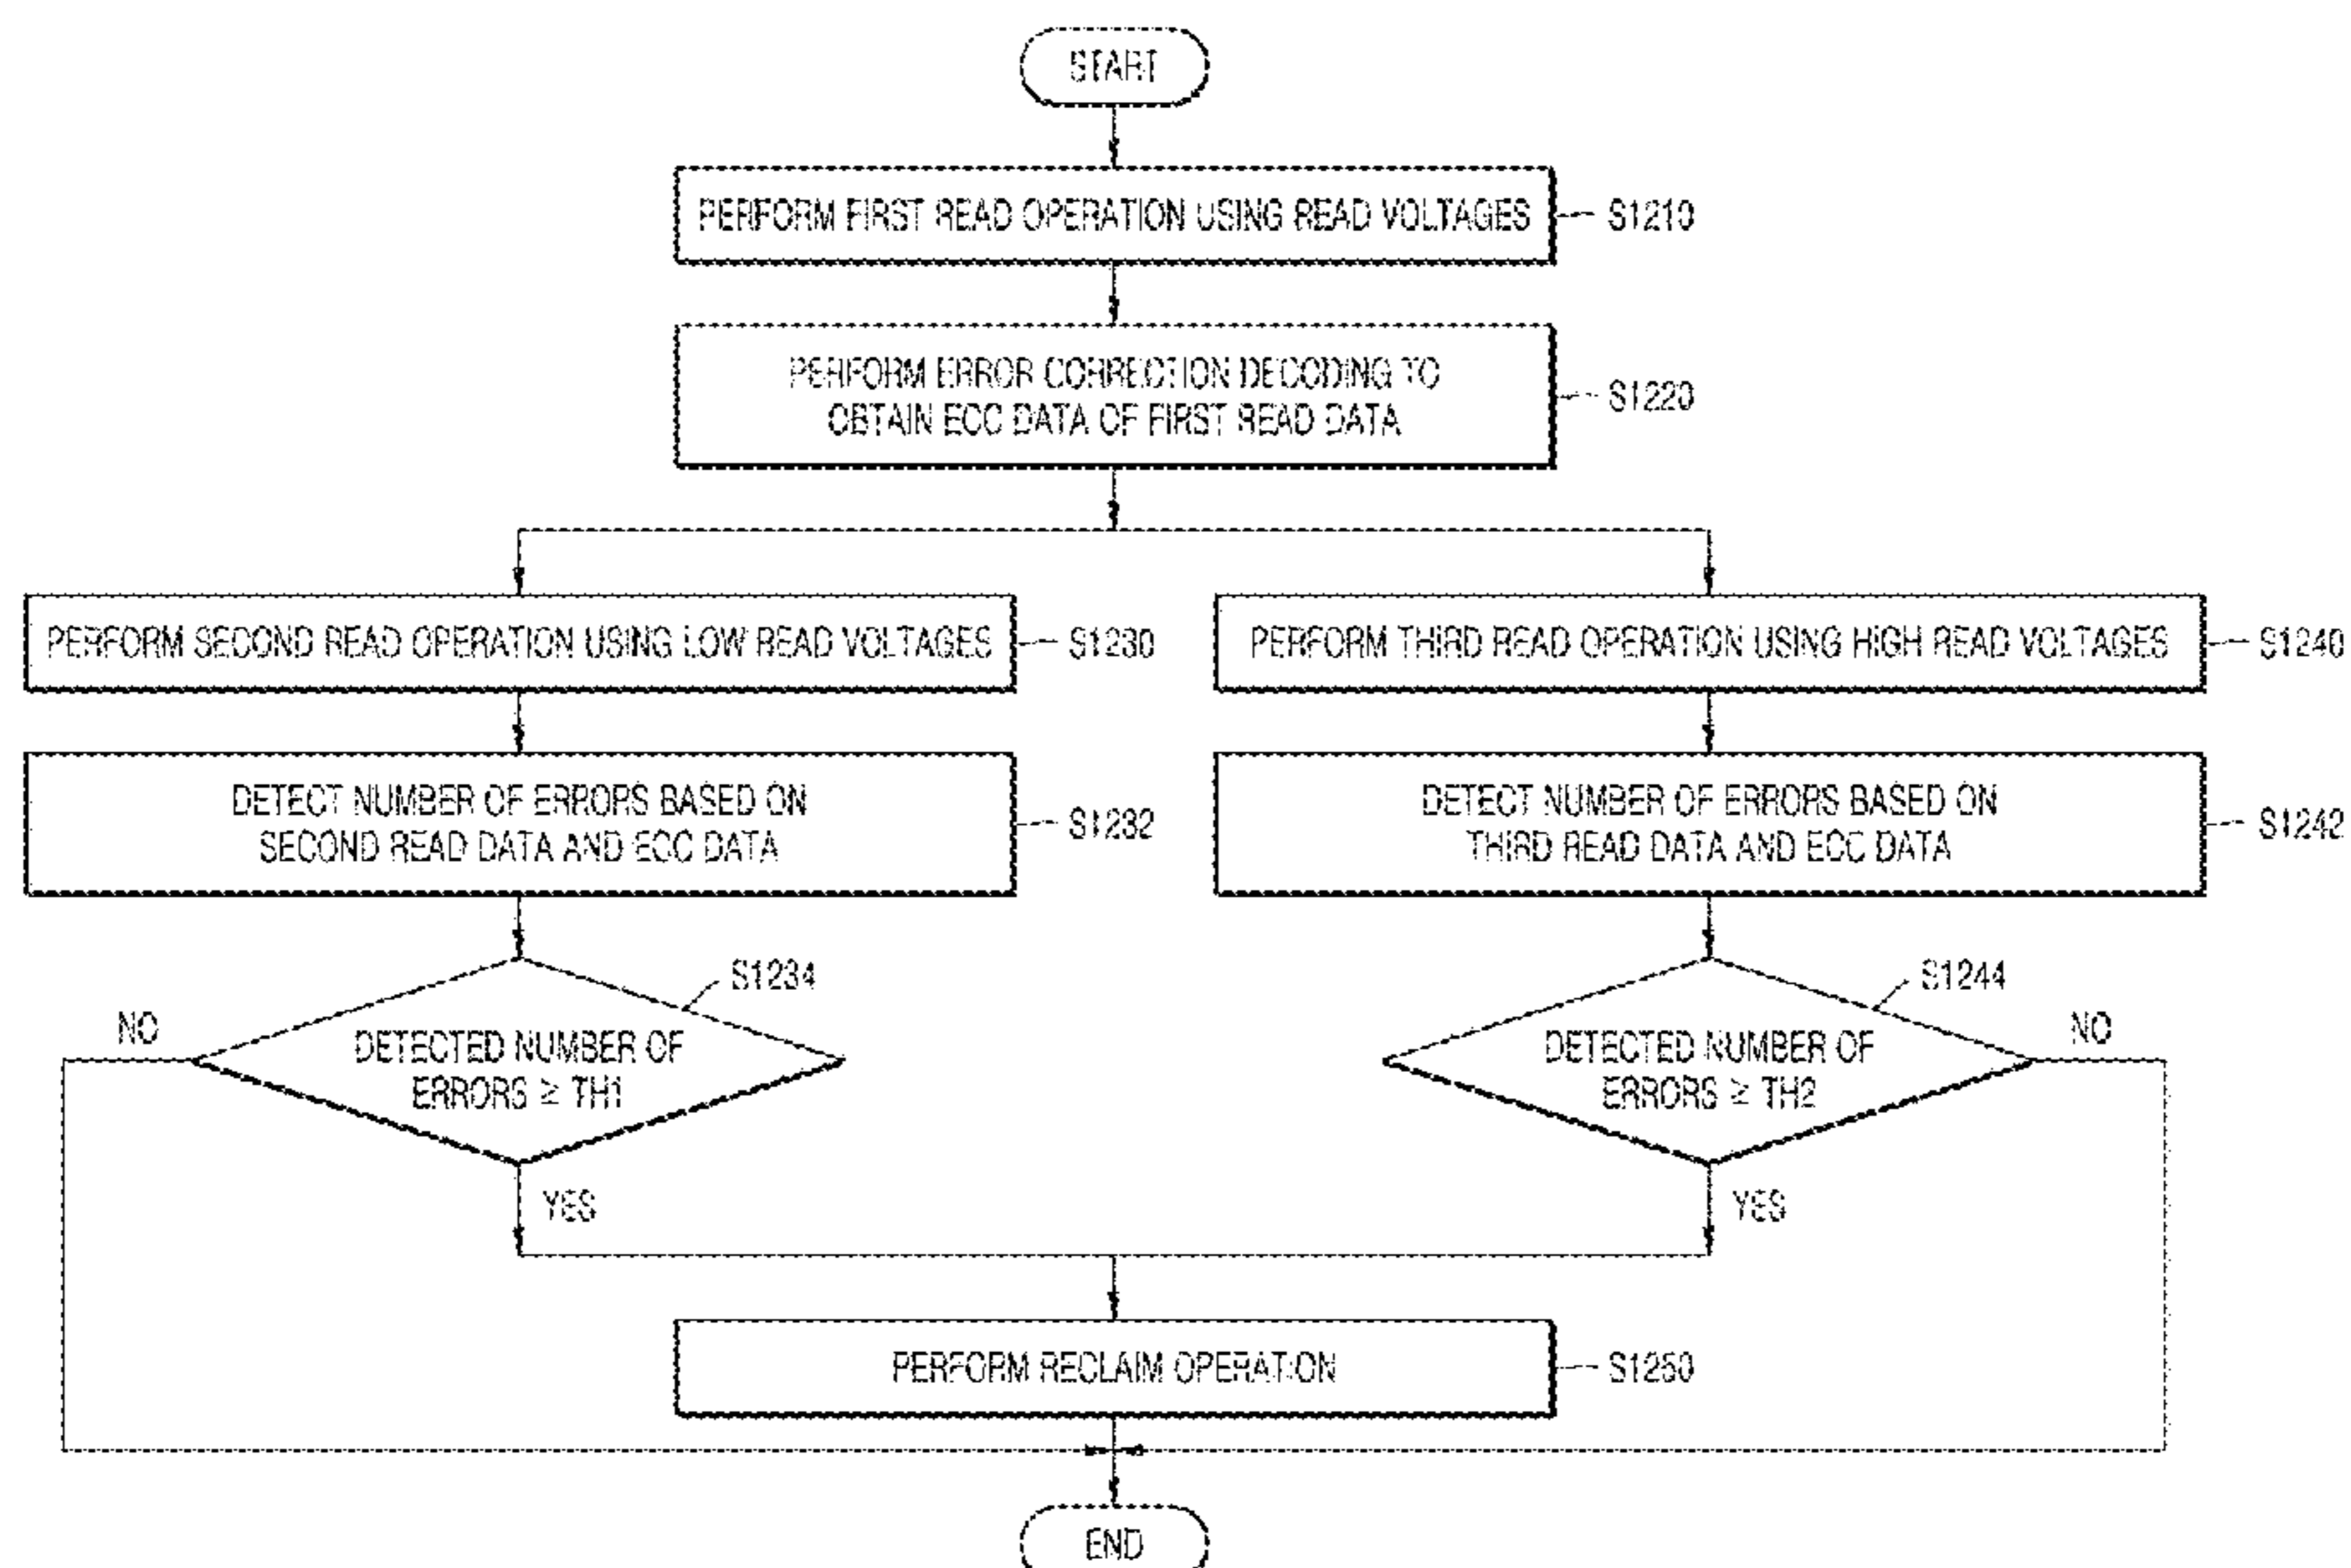 START
PERFORM FIRST READ OPERATION USING READ VOLTAGES
S1210
PERFORM ERROR CORRECTION DECODING TO
OBTAIN ECC DATA OF FIRST READ DATA
S1220
PERFORM SECOND READ OPERATION USING LOW READ VOLTAGES
S1230
PERFORM THIRD READ OPERATION USING HIGH READ VOLTAGES
S1240
DETECT NUMBER OF ERRORS BASED ON
SECOND READ DATA AND ECC DATA
S1232
DETECT NUMBER OF ERRORS BASED ON
THIRD READ DATA AND ECC DATA
S1242
S1234
NO
DETECTED NUMBER OF
ERRORS ≥ TH1
YES
S1244
NO
DETECTED NUMBER OF
ERRORS ≥ TH2
YES
PERFORM RECLAIM OPERATION
S1250
END